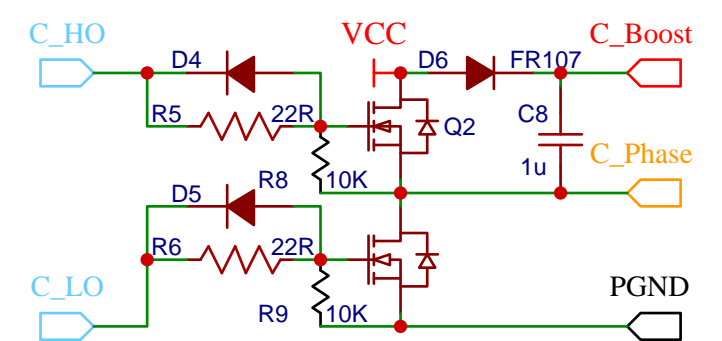 C_HO
VCC
C_Boost
D4
D6
FR107
R5
22R
Q2
C8
C_Phase
1u
10K
D5
R8
R6
22R
C_LO
PGND
R9
10K